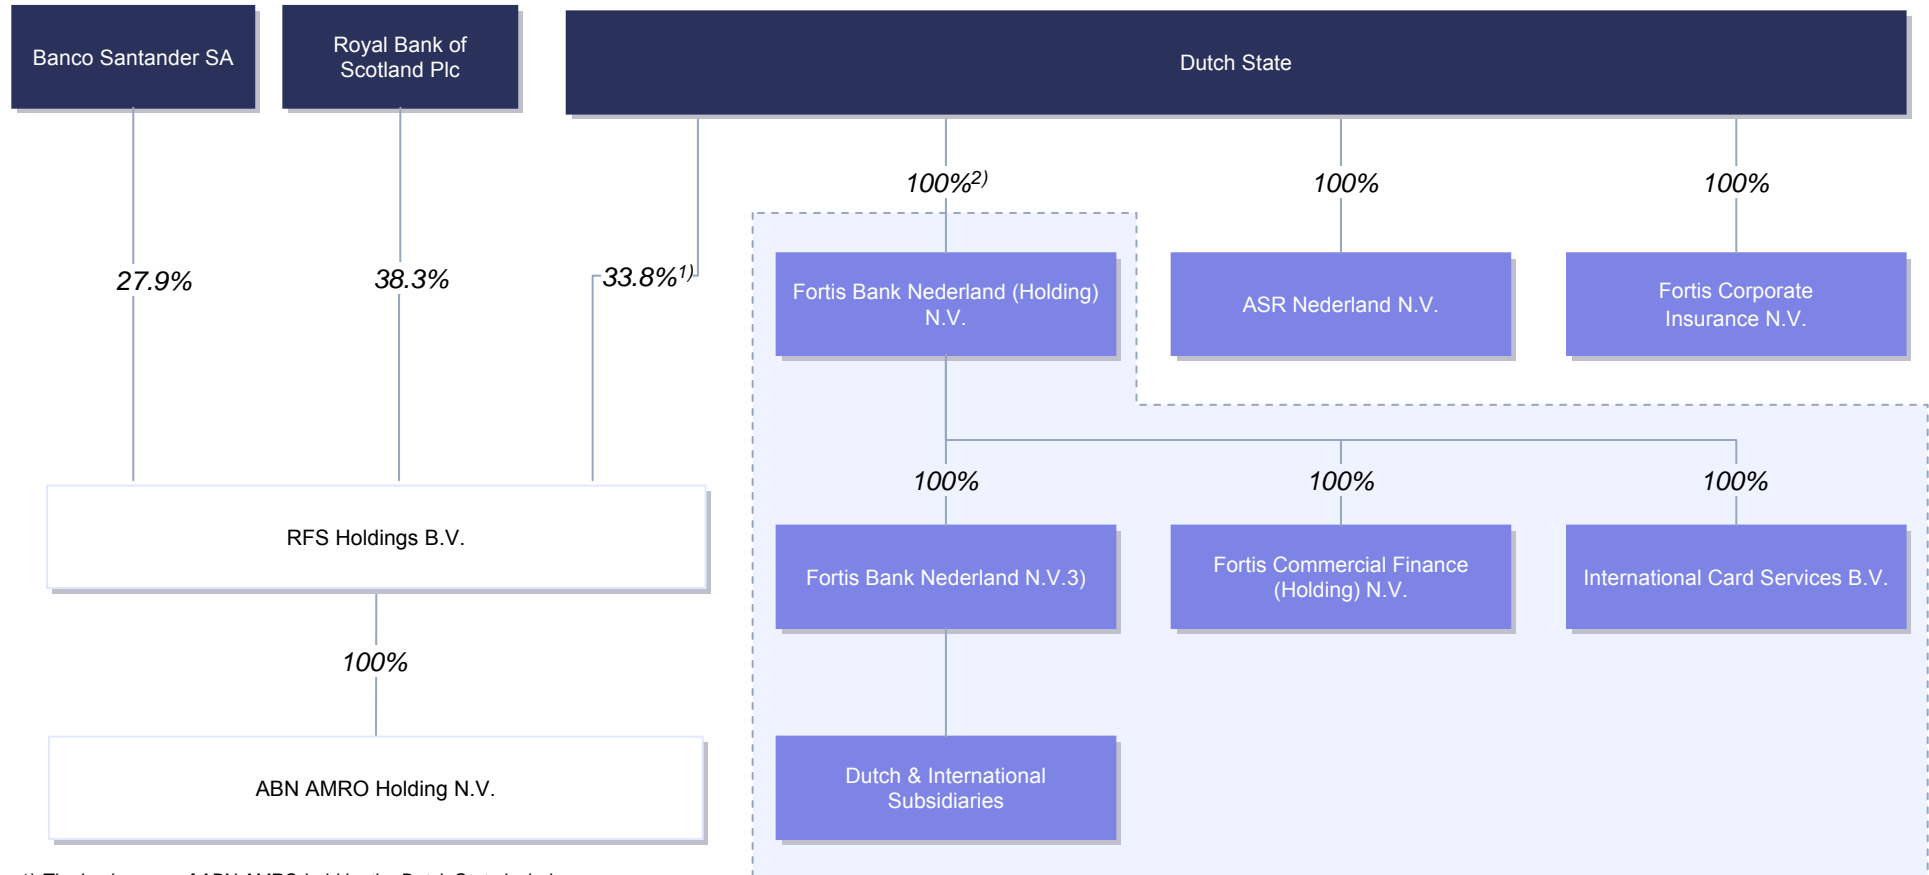 Banco Santander SA
Royal Bank of
Scotland Plc
Dutch State
100%2)
100%
100%
27.9%
38.3%
33.8%1)
Fortis Bank Nederland (Holding)
N.V.
ASR Nederland N.V.
Fortis Corporate
Insurance N.V.
100%
100%
100%
RFS Holdings B.V.
Fortis Bank Nederland N.V.3)
Fortis Commercial Finance
(Holding) N.V.
International Card Services B.V.
100%
ABN AMRO Holding N.V.
Dutch & International
Subsidiaries